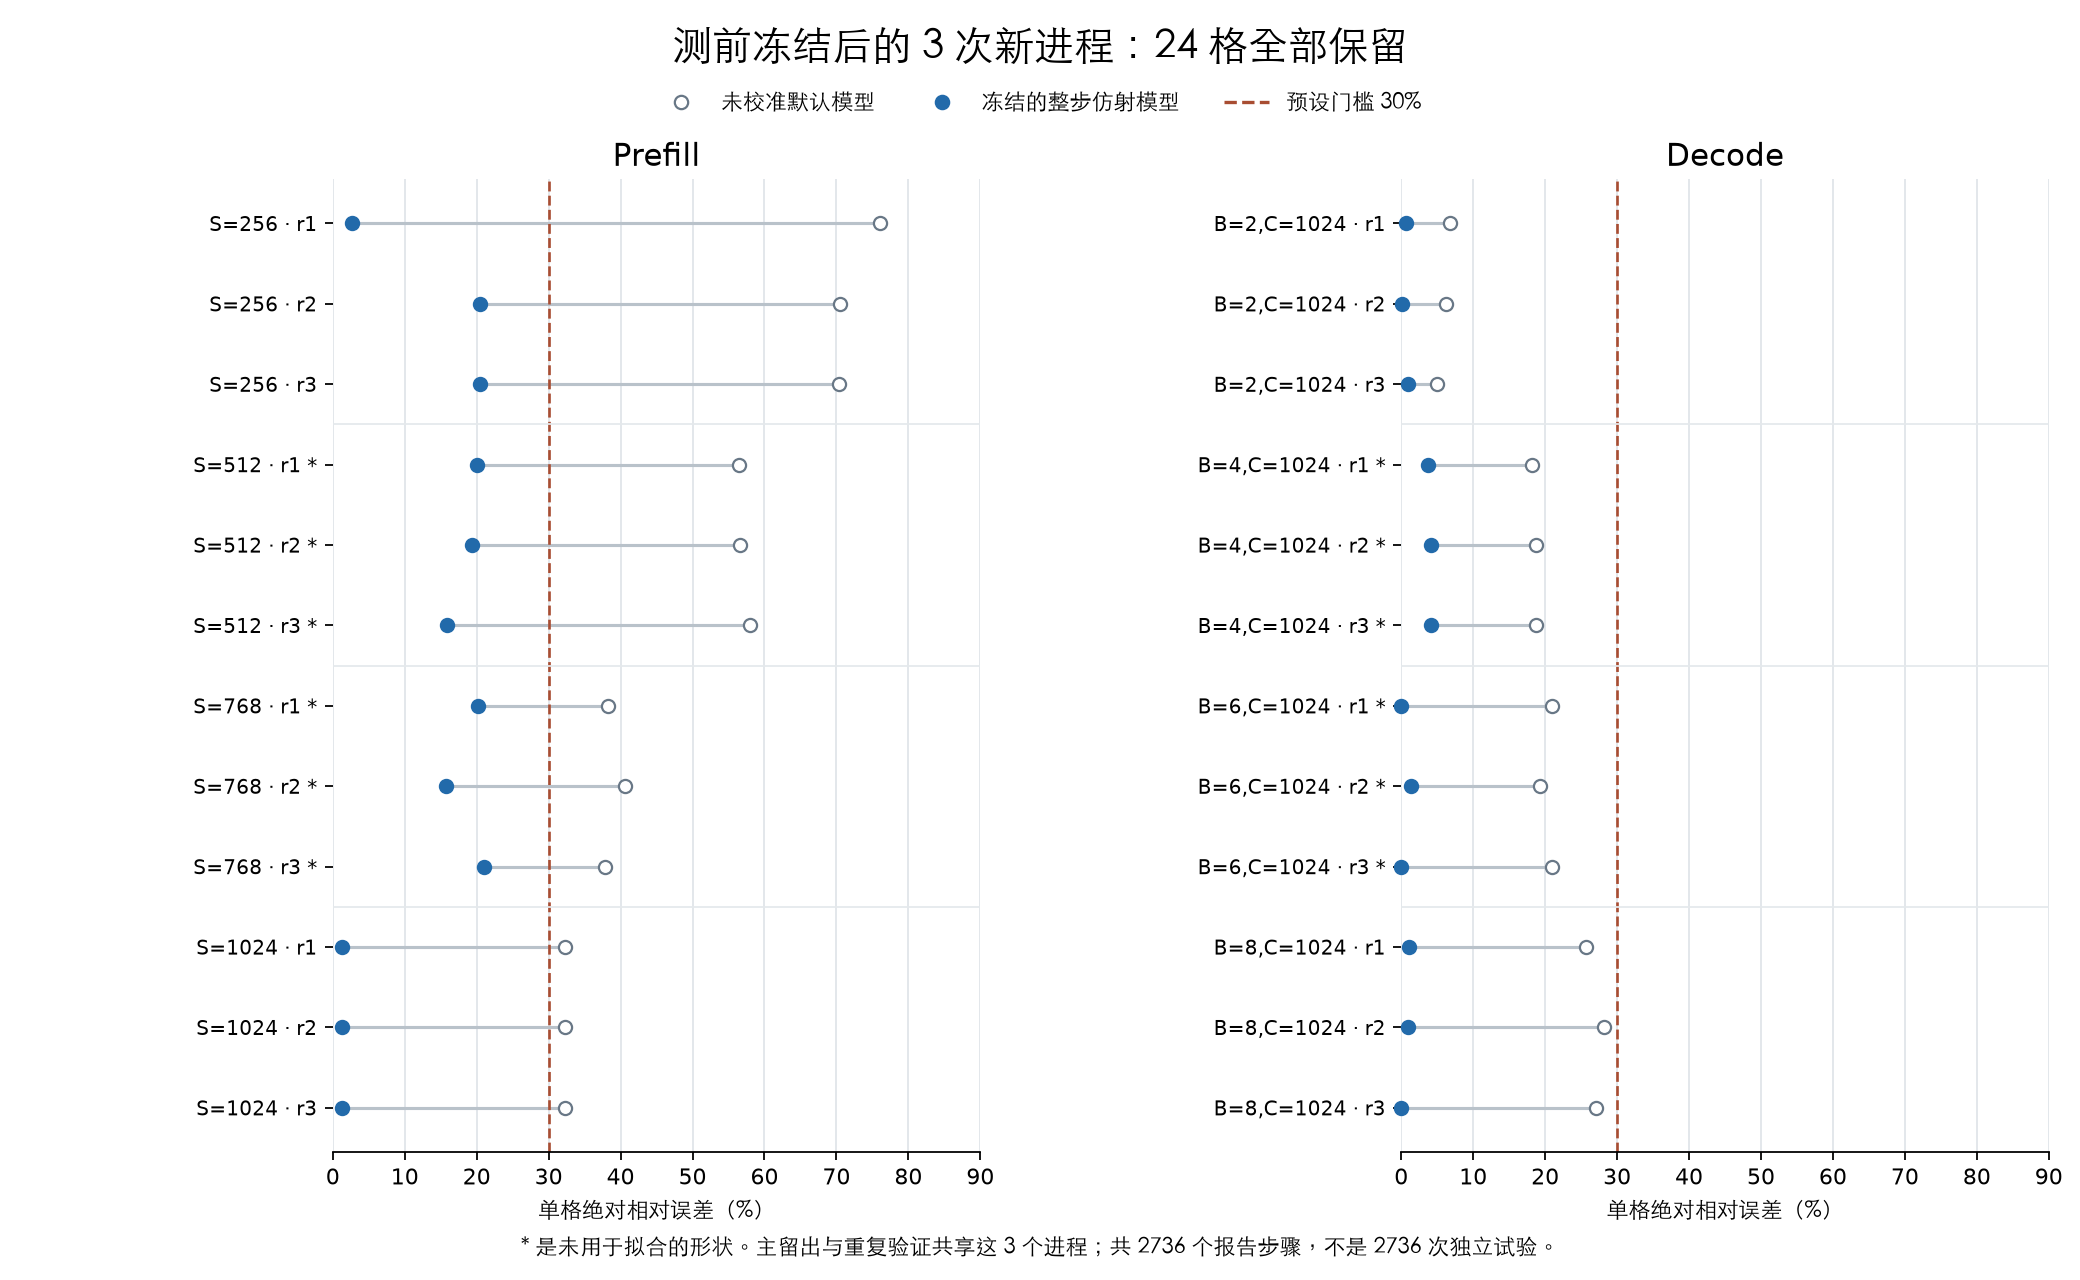 测前冻结后的 3 次新进程：24 格全部保留
未校准默认模型
冻结的整步仿射模型
预设门槛 30%
Prefill
S=256 · r1
S=256 · r2
S=256 · r3
S=512 · r1 *
S=512 · r2 *
S=512 · r3 *
S=768 · r1 *
S=768 · r2 *
S=768 · r3 *
S=1024 · r1
S=1024 · r2
S=1024 · r3
0 10 20 30 40 50 60 70 80 90
单格绝对相对误差（%）
Decode
B=2,C=1024 · r1
B=2,C=1024 · r2
B=2,C=1024 · r3
B=4,C=1024 · r1 *
B=4,C=1024 · r2 *
B=4,C=1024 · r3 *
B=6,C=1024 · r1 *
B=6,C=1024 · r2 *
B=6,C=1024 · r3 *
B=8,C=1024 · r1
B=8,C=1024 · r2
B=8,C=1024 · r3
0 10 20 30 40 50 60 70 80 90
单格绝对相对误差（%）
* 是未用于拟合的形状。主留出与重复验证共享这 3 个进程；共 2736 个报告步骤，不是 2736 次独立试验。